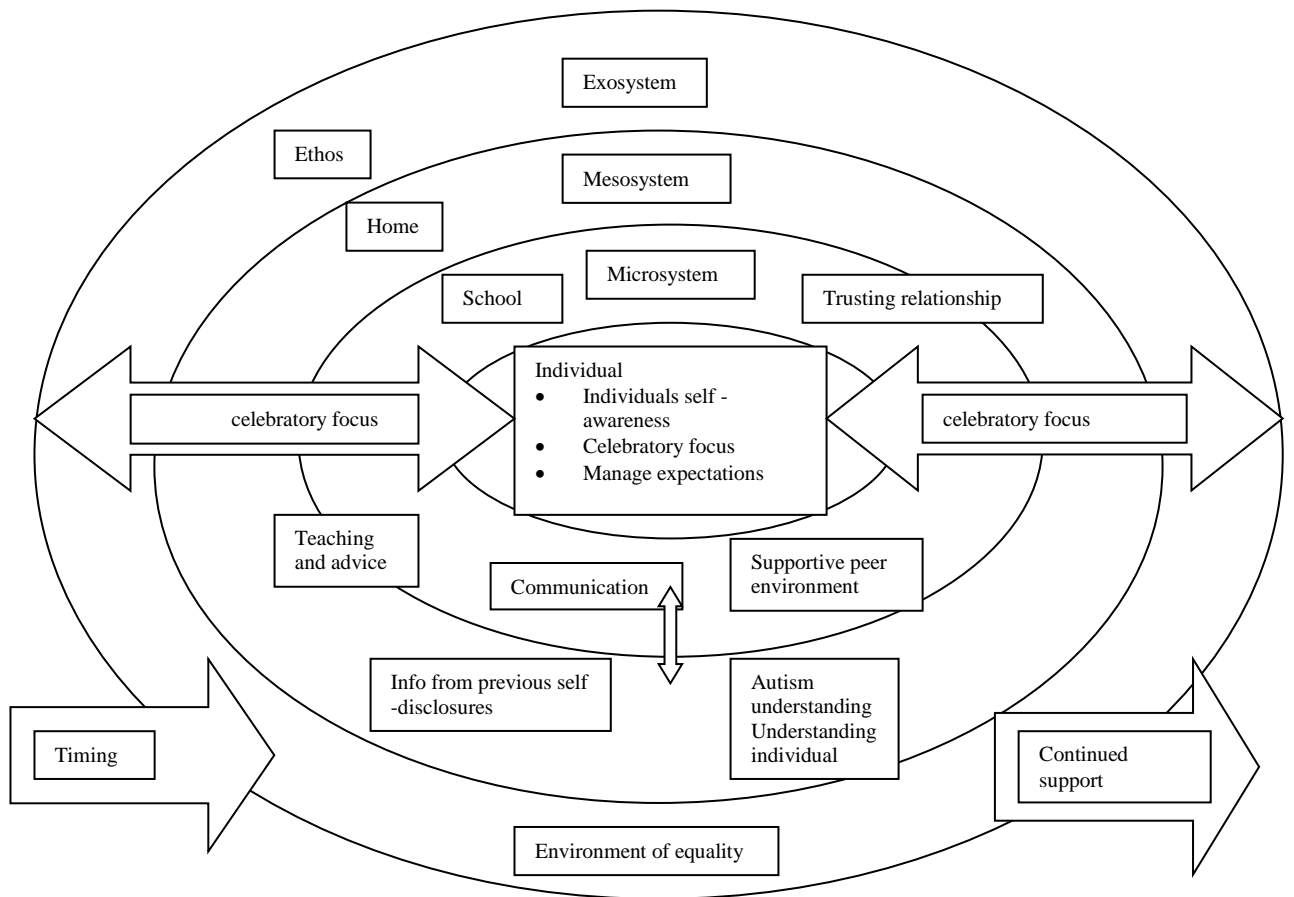 Exosystem
Ethos
Mesosystem
Home
Microsystem
School
Trusting relationship
Individual
• Individuals self -
awareness
• Celebratory focus
• Manage expectations
celebratory focus
celebratory focus
Teaching
and advice
Communication
Supportive peer
environment
Info from previous self
-disclosures
Autism
understanding
Understanding
individual
Timing
Continued
support
Environment of equality